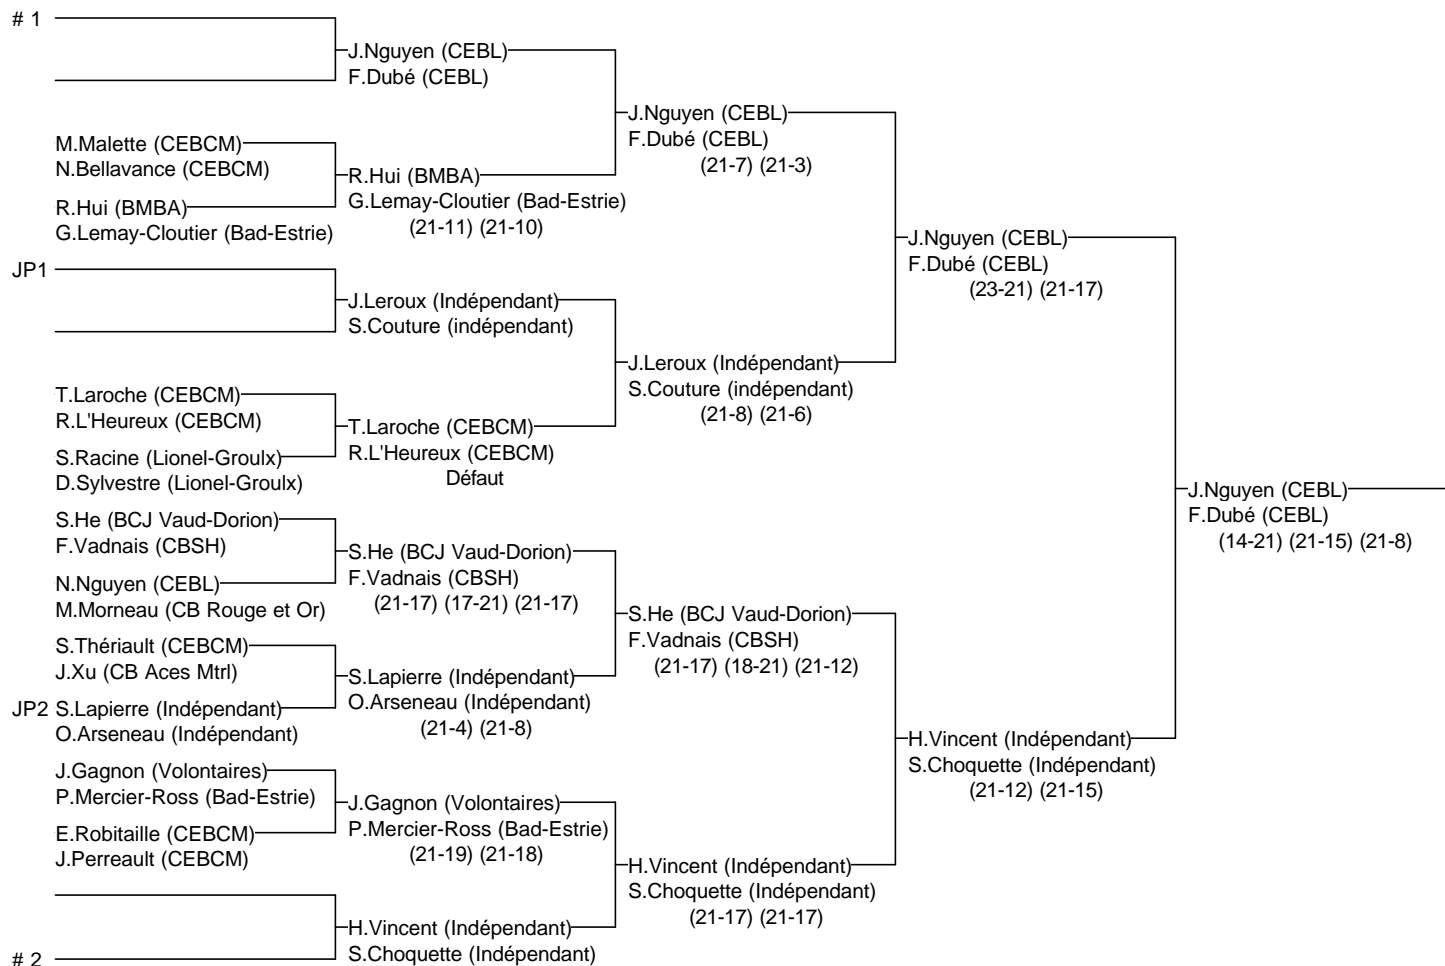 # 1
J.Nguyen (CEBL)
F.Dubé (CEBL)
J.Nguyen (CEBL)
F.Dubé (CEBL)
(21-7) (21-3)
M.Malette (CEBCM)
N.Bellavance (CEBCM)
R.Hui (BMBA)
G.Lemay-Cloutier (Bad-Estrie)
(21-11) (21-10)
R.Hui (BMBA)
G.Lemay-Cloutier (Bad-Estrie)
J.Nguyen (CEBL)
F.Dubé (CEBL)
(23-21) (21-17)
JP1
J.Leroux (Indépendant)
S.Couture (indépendant)
J.Leroux (Indépendant)
S.Couture (indépendant)
(21-8) (21-6)
T.Laroche (CEBCM)
R.L'Heureux (CEBCM)
T.Laroche (CEBCM)
R.L'Heureux (CEBCM)
Défaut
S.Racine (Lionel-Groulx)
D.Sylvestre (Lionel-Groulx)
J.Nguyen (CEBL)
F.Dubé (CEBL)
(14-21) (21-15) (21-8)
S.He (BCJ Vaud-Dorion)
F.Vadnais (CBSH)
S.He (BCJ Vaud-Dorion)
F.Vadnais (CBSH)
(21-17) (17-21) (21-17)
N.Nguyen (CEBL)
M.Morneau (CB Rouge et Or)
S.He (BCJ Vaud-Dorion)
F.Vadnais (CBSH)
(21-17) (18-21) (21-12)
S.Thériault (CEBCM)
J.Xu (CB Aces Mtrl)
S.Lapierre (Indépendant)
O.Arseneau (Indépendant)
(21-4) (21-8)
JP2 S.Lapierre (Indépendant)
O.Arseneau (Indépendant)
H.Vincent (Indépendant)
S.Choquette (Indépendant)
(21-12) (21-15)
J.Gagnon (Volontaires)
P.Mercier-Ross (Bad-Estrie)
J.Gagnon (Volontaires)
P.Mercier-Ross (Bad-Estrie)
(21-19) (21-18)
E.Robitaille (CEBCM)
J.Perreault (CEBCM)
H.Vincent (Indépendant)
S.Choquette (Indépendant)
(21-17) (21-17)
H.Vincent (Indépendant)
S.Choquette (Indépendant)
# 2